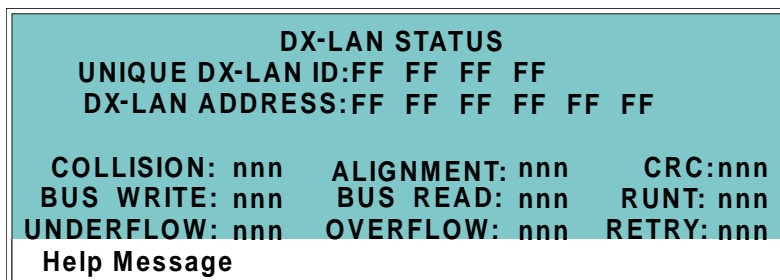 DX-LAN STATUS
UNIQUE DX-LAN ID:FF FF FF FF
DX-LAN ADDRESS:FF FF FF FF FF FF
COLLISION: nnn ALIGNMENT: nnn CRC:nnn
BUS WRITE: nnn BUS READ: nnn RUNT: nnn
UNDERFLOW: nnn OVERFLOW: nnn RETRY: nnn
Help Message